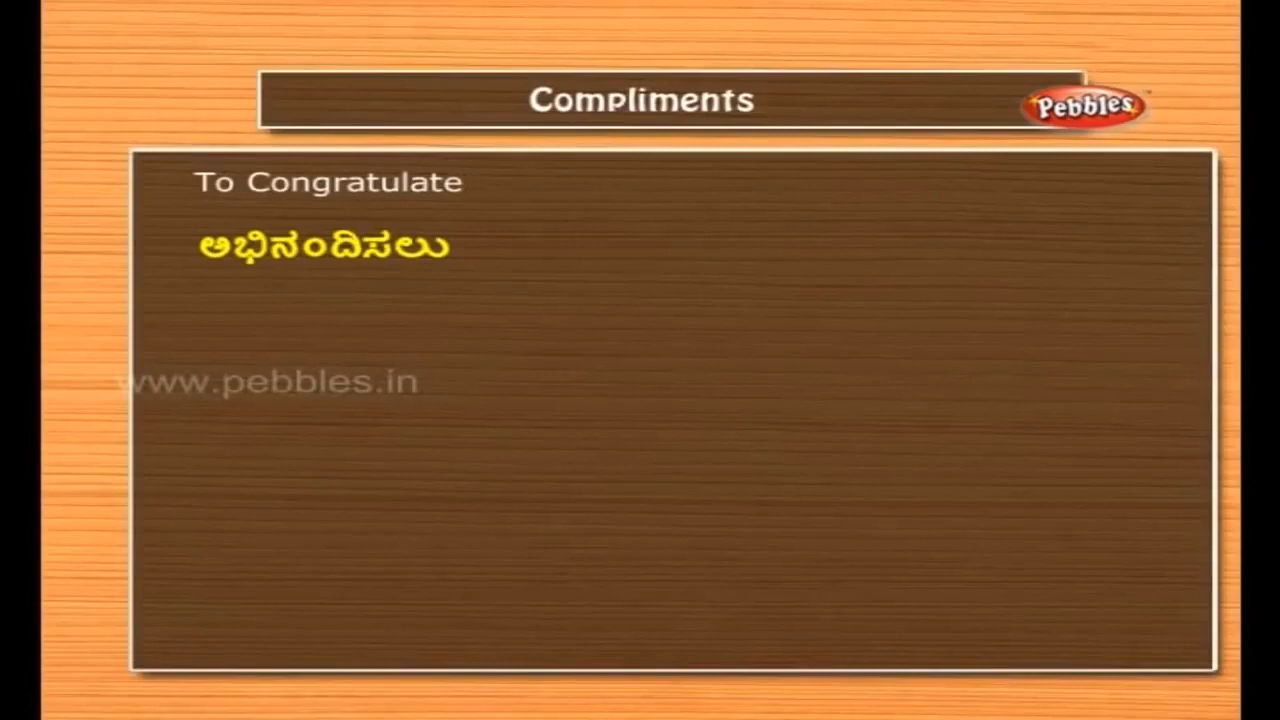 Compliments
Pebbles
To Congratulate
ಅಭಿನಂದಿಸಲು
www.pebbles.in